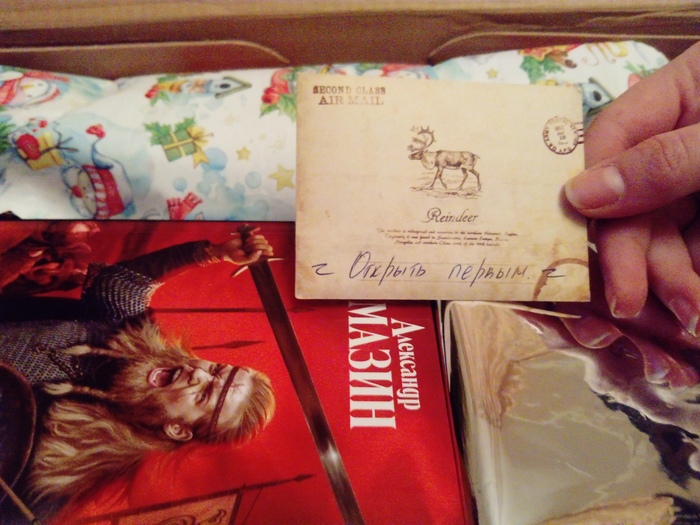 SECOND CLASS
AIR MAIL
Reindeer
~ Открыть первым. ~
Александр
МАЗИН